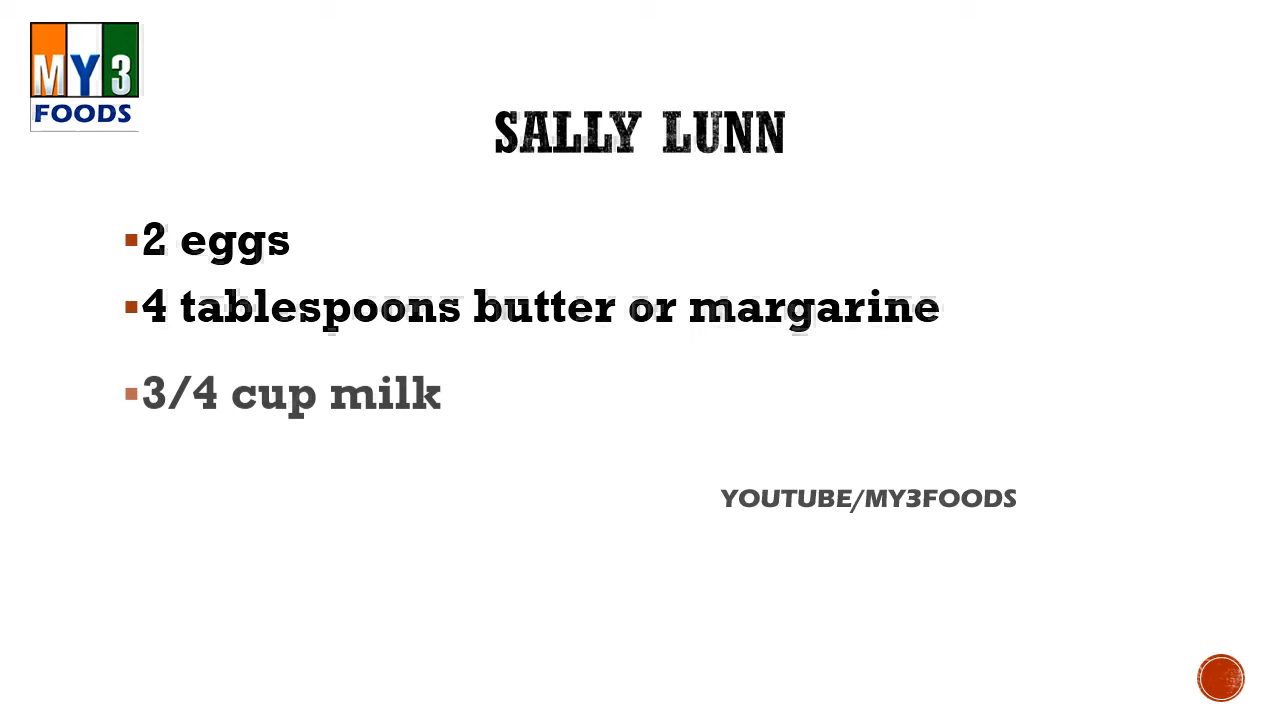 MY3
FOODS
SALLY LUNN
▪2 eggs
▪4 tablespoons butter or margarine
▪3/4 cup milk
YOUTUBE/MY3FOODS